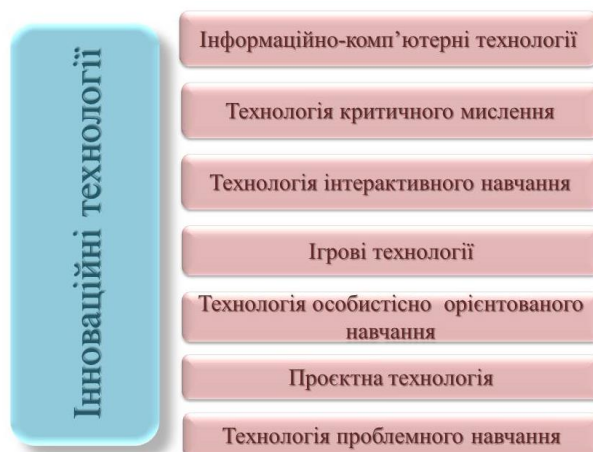 Інноваційні технології
Інформаційно-комп’ютерні технології
Технологія критичного мислення
Технологія інтерактивного навчання
Ігрові технології
Технологія особистісно орієнтованого
навчання
Проєктна технологія
Технологія проблемного навчання